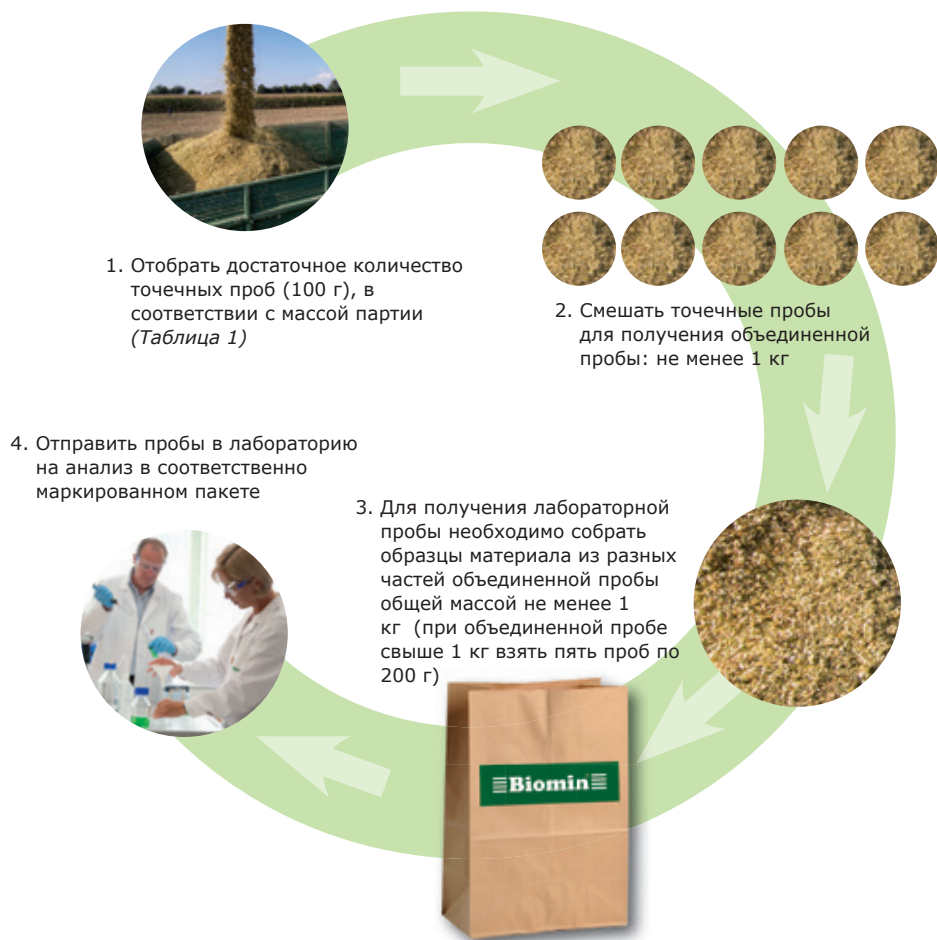 1. Отобрать достаточное количество
точечных проб (100 г), в
соответствии с массой партии
(Таблица 1)
2. Смешать точечные пробы
для получения объединенной
пробы: не менее 1 кг
3. Для получения лабораторной
пробы необходимо собрать
образцы материала из разных
частей объединенной пробы
общей массой не менее 1
кг (при объединенной пробе
свыше 1 кг взять пять проб по
200 г)
Biomin
4. Отправить пробы в лабораторию
на анализ в соответственно
маркированном пакете